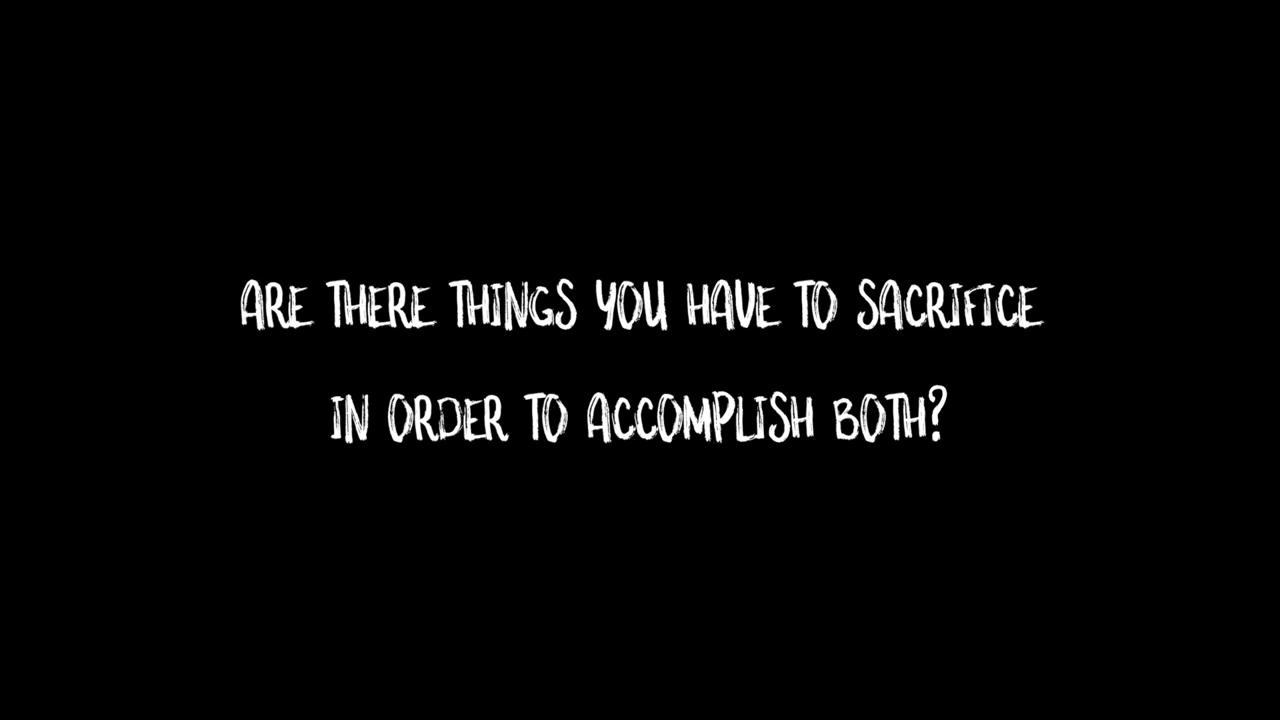 ARE THERE THINGS YOU HAVE TO SACRIFICE
IN ORDER TO ACCOMPLISH BOTH?